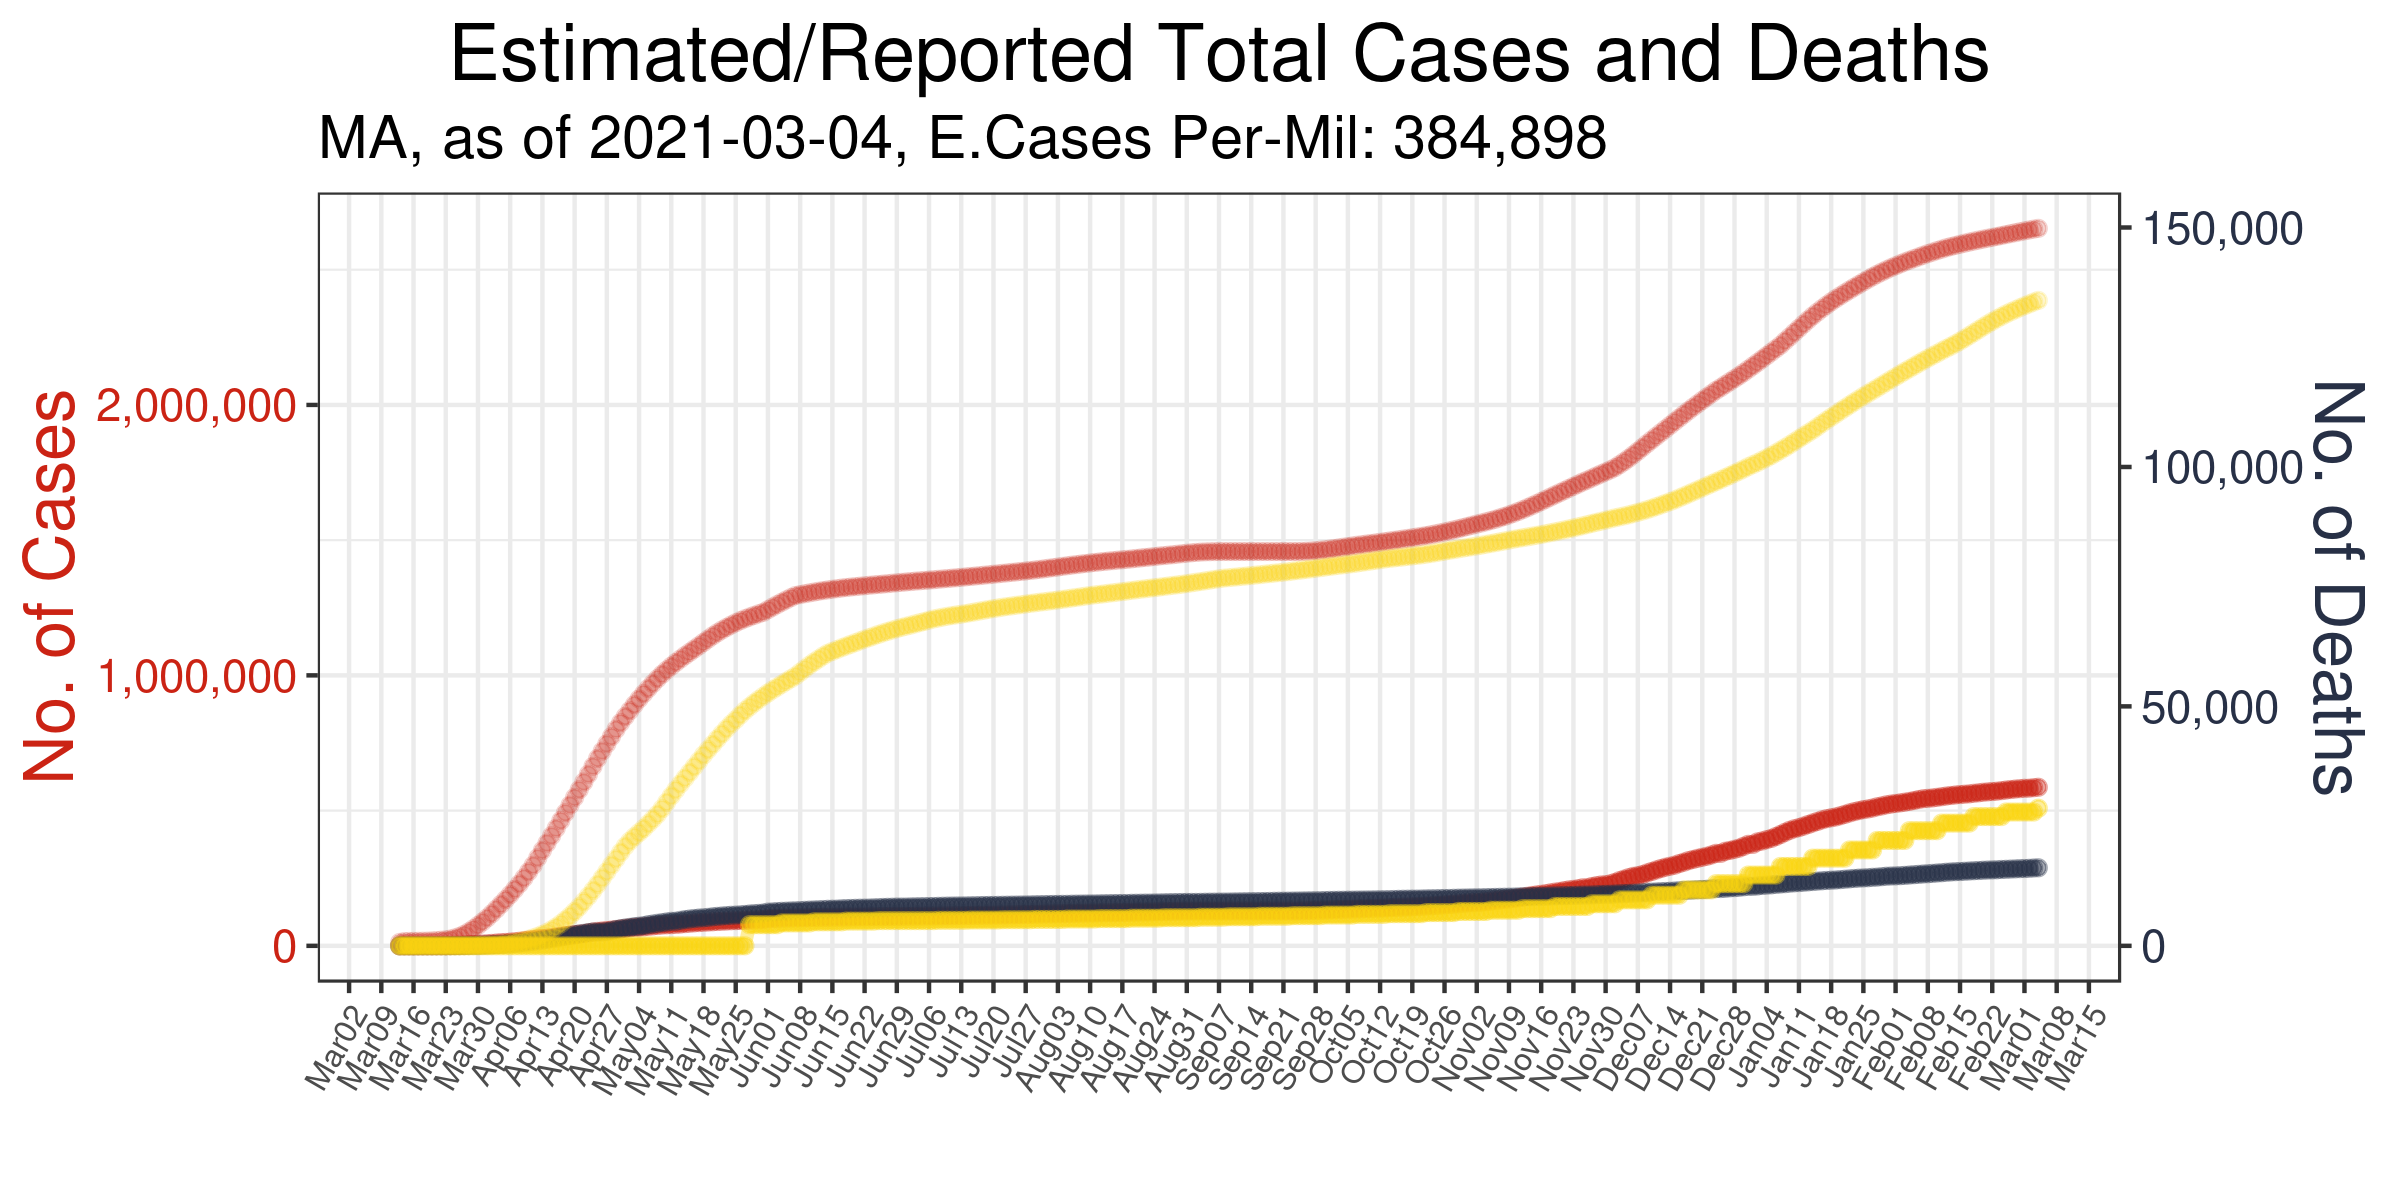 Estimated/Reported Total Cases and Deaths
MA, as of 2021-03-04, E.Cases Per-Mil: 384,898
No. of Cases
2,000,000
1,000,000
0
150,000
100,000
50,000
0
No. of Deaths
Mar02
Mar09
Mar16
Mar23
Mar30
Apr06
Apr13
Apr20
Apr27
May04
May11
May18
May25
Jun01
Jun08
Jun15
Jun22
Jun29
Jul06
Jul13
Jul20
Jul27
Aug03
Aug10
Aug17
Aug24
Aug31
Sep07
Sep14
Sep21
Sep28
Oct05
Oct12
Oct19
Oct26
Nov02
Nov09
Nov16
Nov23
Nov30
Dec07
Dec14
Dec21
Dec28
Jan04
Jan11
Jan18
Jan25
Feb01
Feb08
Feb15
Feb22
Mar01
Mar08
Mar15